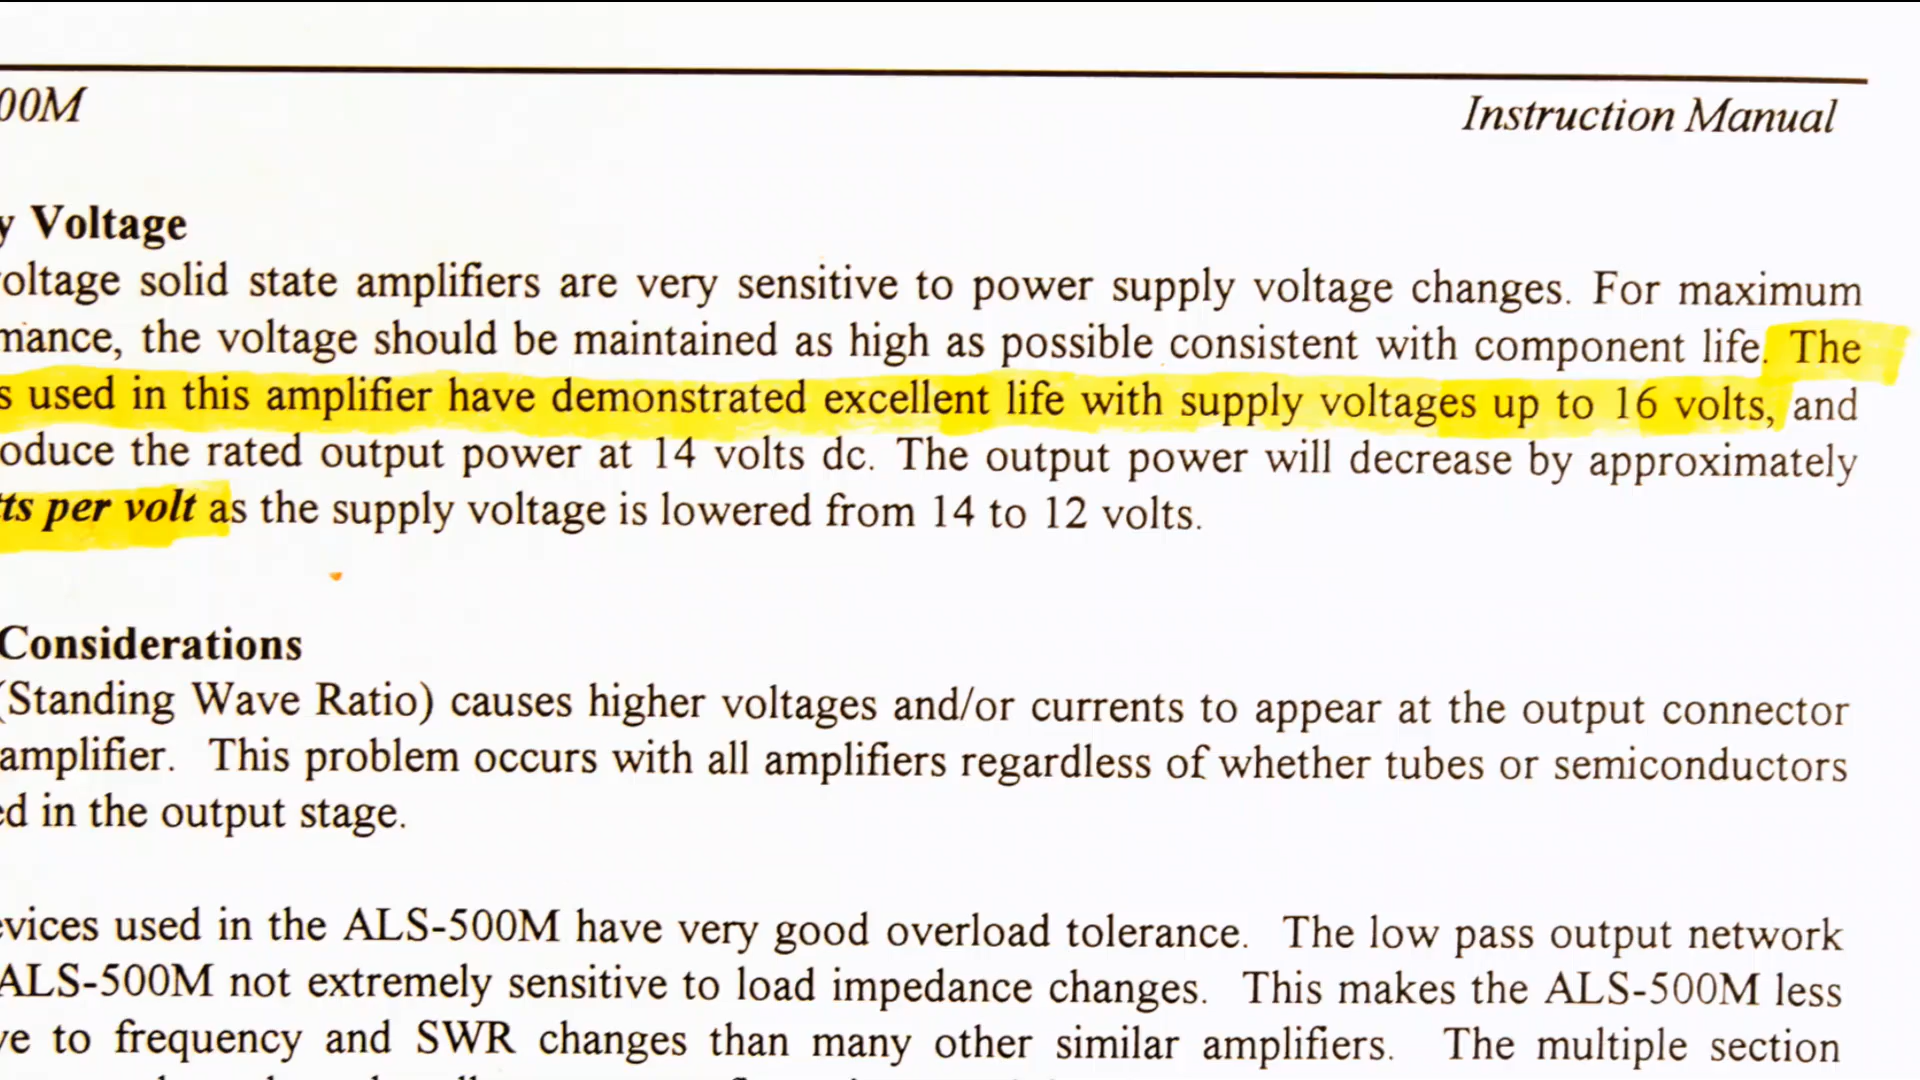 00M
Instruction Manual
y Voltage
oltage solid state amplifiers are very sensitive to power supply voltage changes. For maximum
mance, the voltage should be maintained as high as possible consistent with component life. The
s used in this amplifier have demonstrated excellent life with supply voltages up to 16 volts, and
oduce the rated output power at 14 volts dc. The output power will decrease by approximately
ts per volt as the supply voltage is lowered from 14 to 12 volts.
Considerations
(Standing Wave Ratio) causes higher voltages and/or currents to appear at the output connector
amplifier. This problem occurs with all amplifiers regardless of whether tubes or semiconductors
ed in the output stage.
evices used in the ALS-500M have very good overload tolerance. The low pass output network
ALS-500M not extremely sensitive to load impedance changes. This makes the ALS-500M less
ve to frequency and SWR changes than many other similar amplifiers. The multiple section